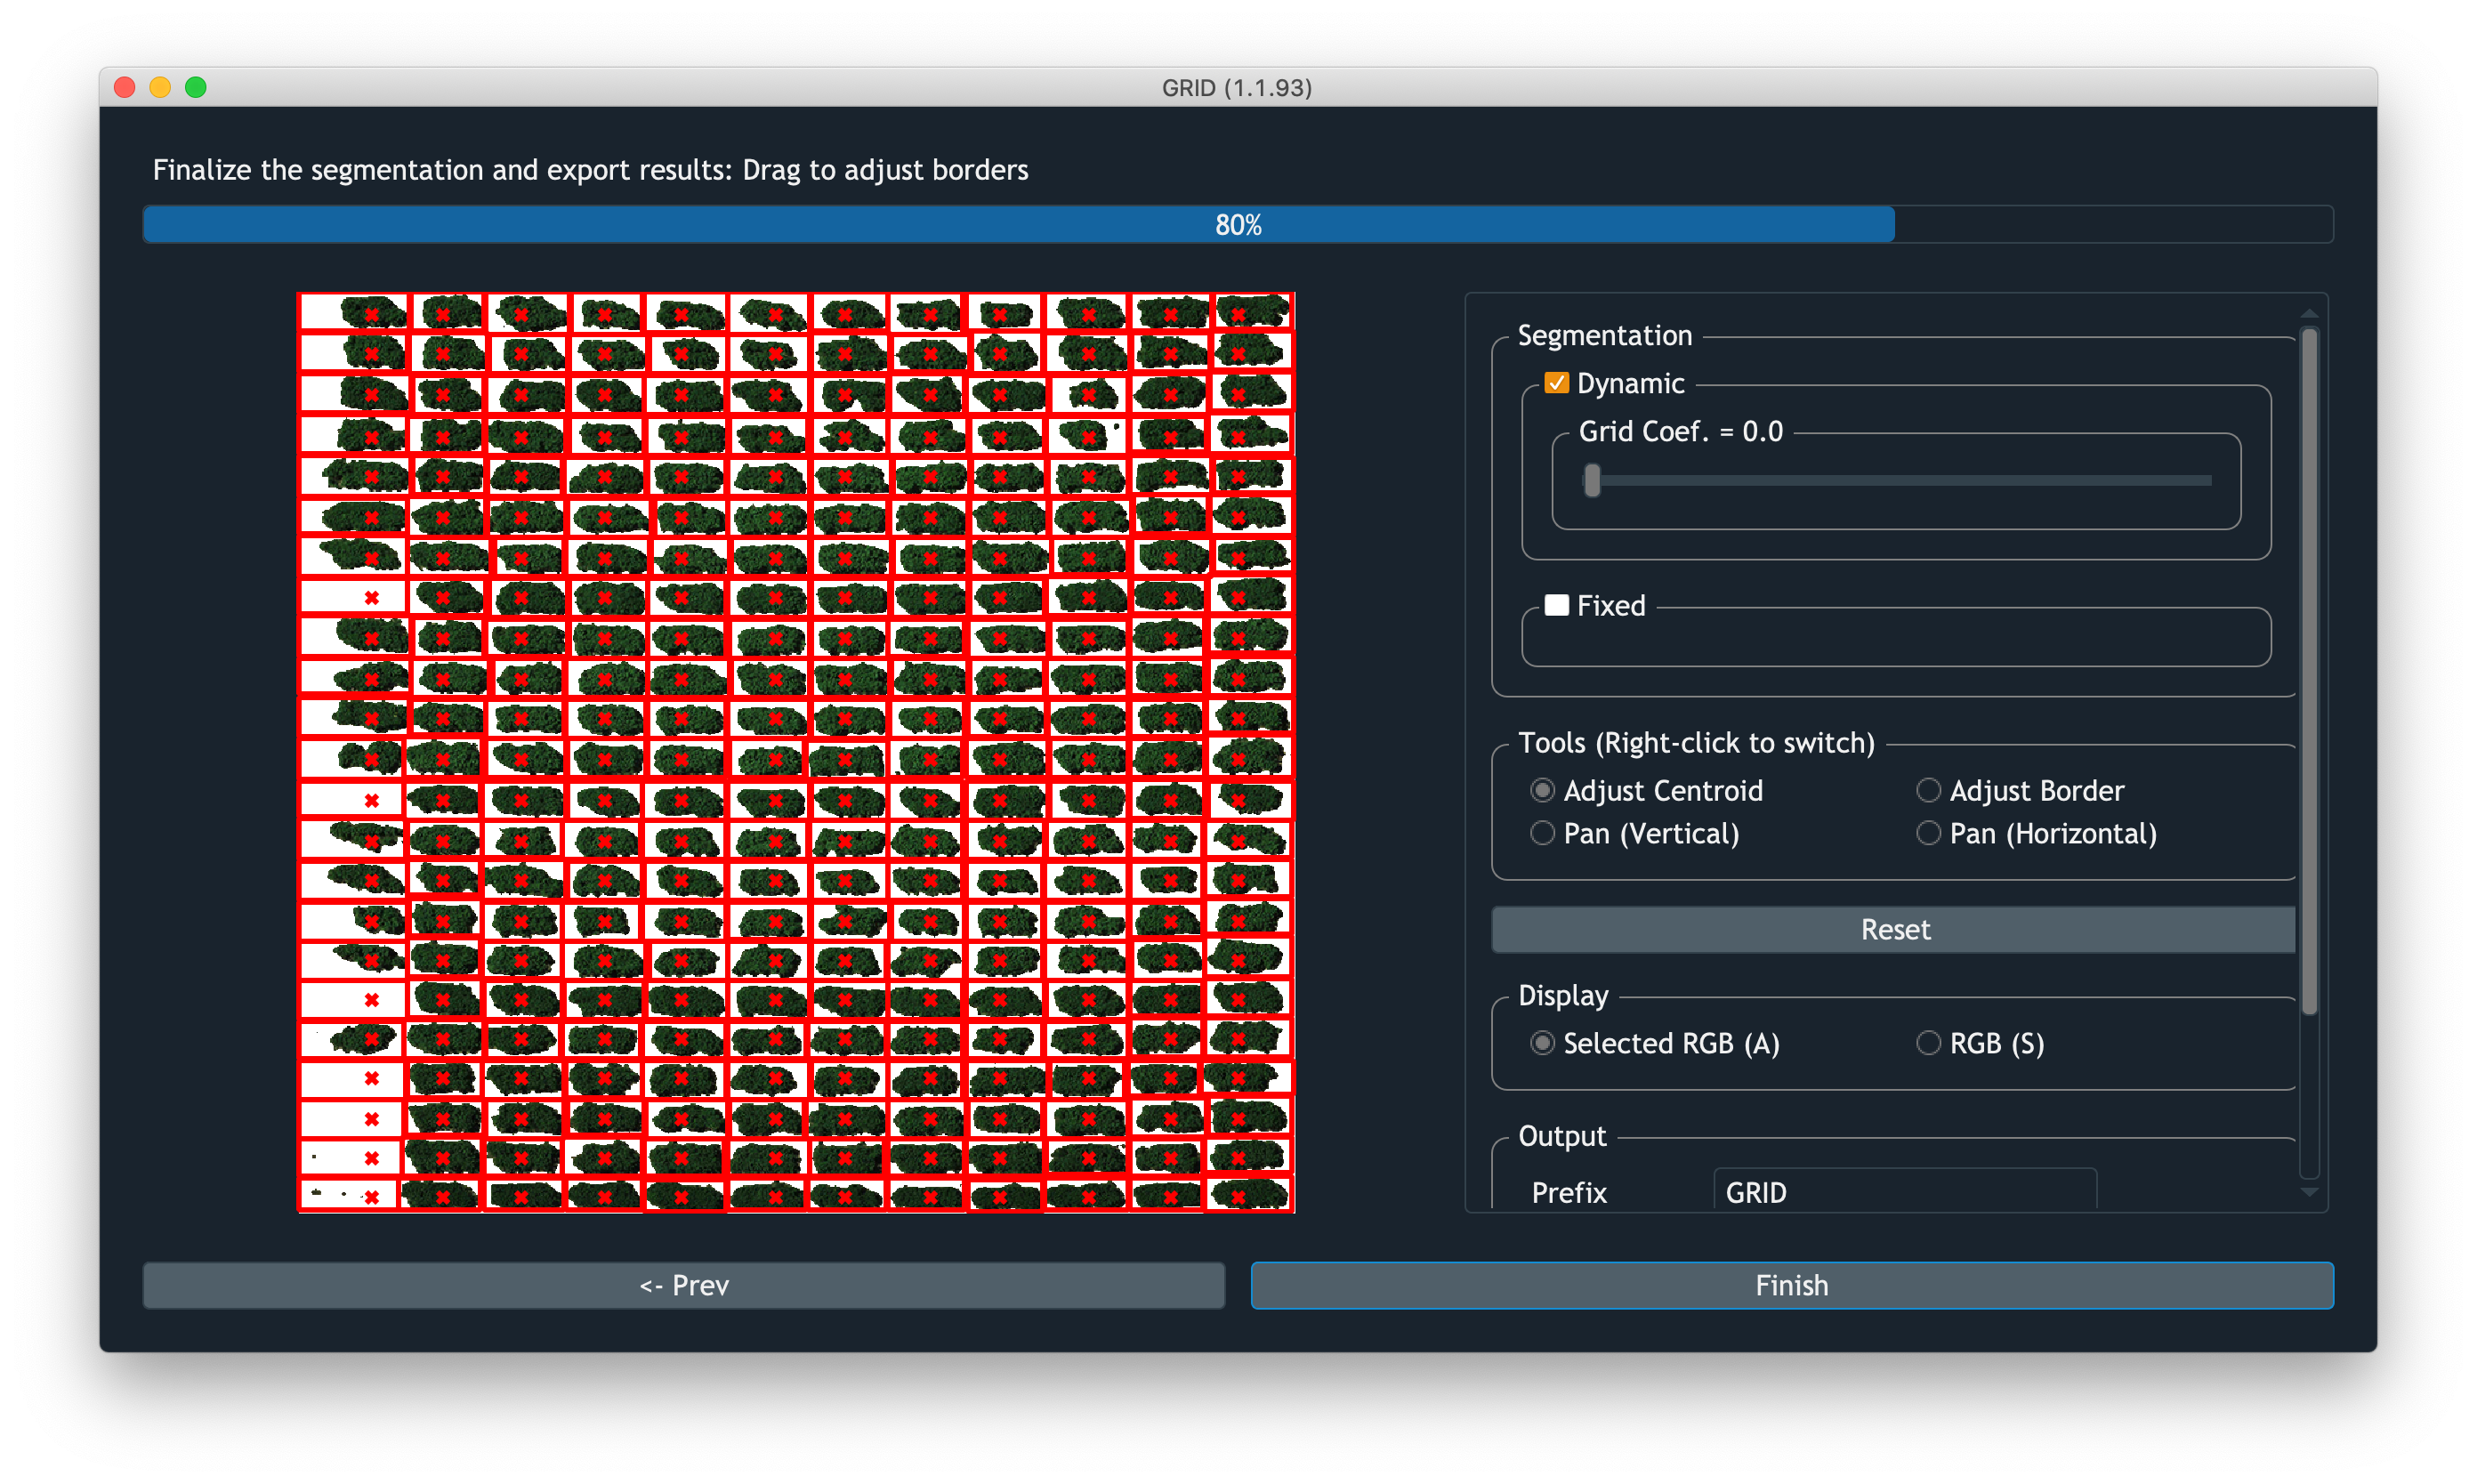 GRID (1.1.93)
Finalize the segmentation and export results: Drag to adjust borders
80%
Segmentation
Dynamic
Grid Coef. = 0.0
Fixed
Tools (Right-click to switch)
Adjust Centroid
Adjust Border
Pan (Vertical)
Pan (Horizontal)
Reset
Display
Selected RGB (A)
RGB (S)
Output
Prefix
GRID
<- Prev
Finish